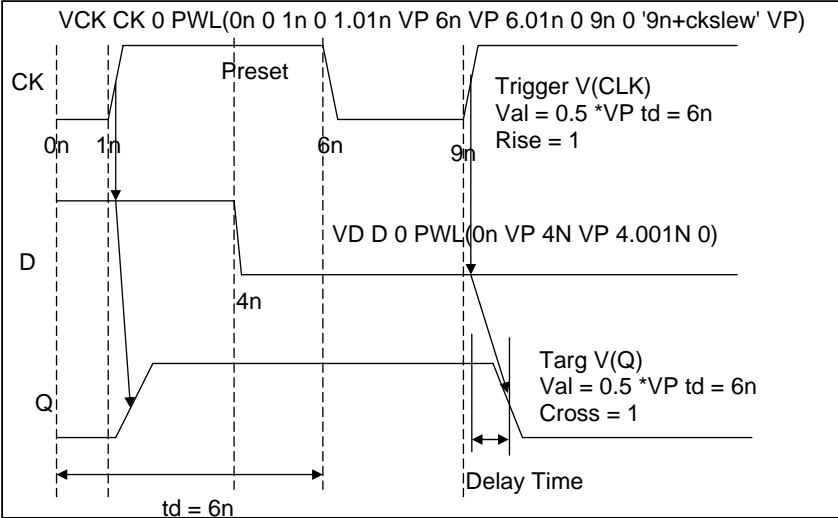 VCK CK 0 PWL(0n 0 1n 0 1.01n VP 6n VP 6.01n 0 9n 0 '9n+ckslew' VP)
CK
Preset
Trigger V(CLK)
Val = 0.5 *VP td = 6n
Rise = 1
0n 1n 6n 9n
VD D 0 PWL(0n VP 4N VP 4.001N 0)
D
4n
Targ V(Q)
Val = 0.5 *VP td = 6n
Cross = 1
Q
Delay Time
td = 6n